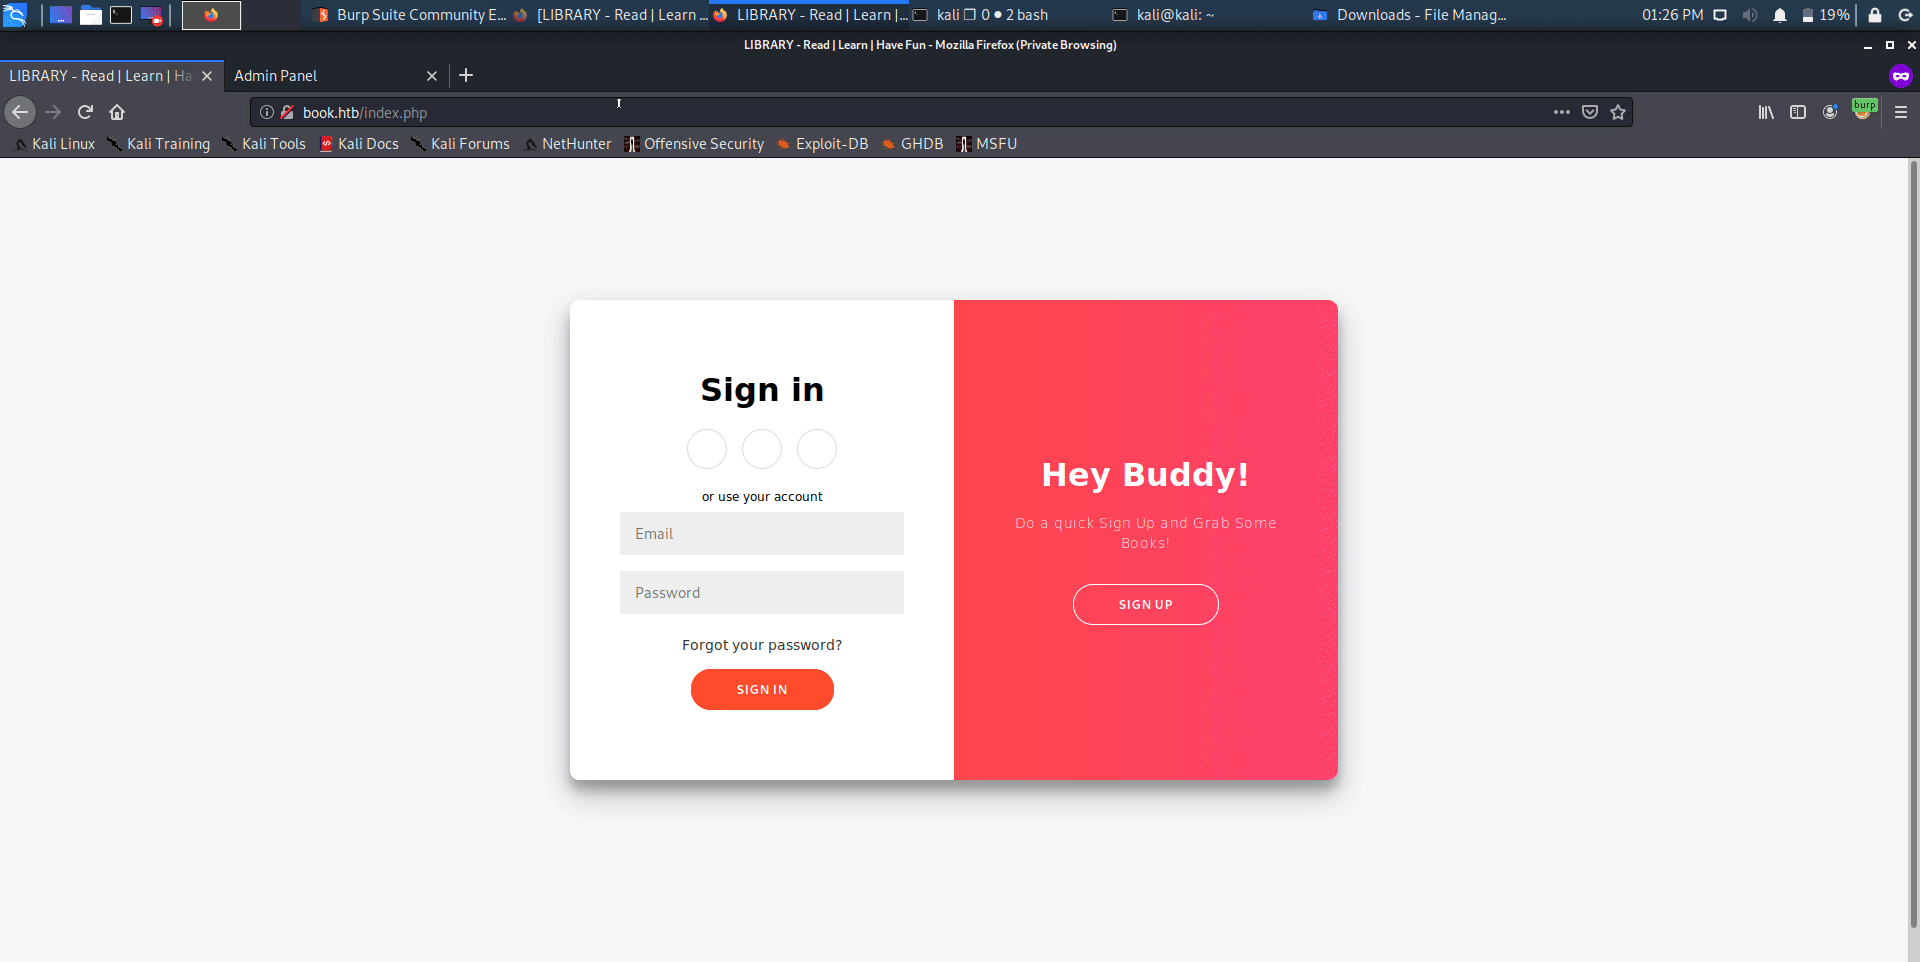 Burp Suite Community E... [LIBRARY - Read | Learn ... LIBRARY - Read | Learn |... kali ❐ 0 ● 2 bash kali@kali: ~ Downloads - File Manag... 01:26 PM 19%
LIBRARY - Read | Learn | Have Fun - Mozilla Firefox (Private Browsing)
LIBRARY - Read | Learn | Ha Admin Panel
book.htb/index.php burp
Kali Linux Kali Training Kali Tools Kali Docs Kali Forums NetHunter Offensive Security Exploit-DB GHDB MSFU
Sign in
or use your account
Email
Password
Forgot your password?
SIGN IN
Hey Buddy!
Do a quick Sign Up and Grab Some
Books!
SIGN UP